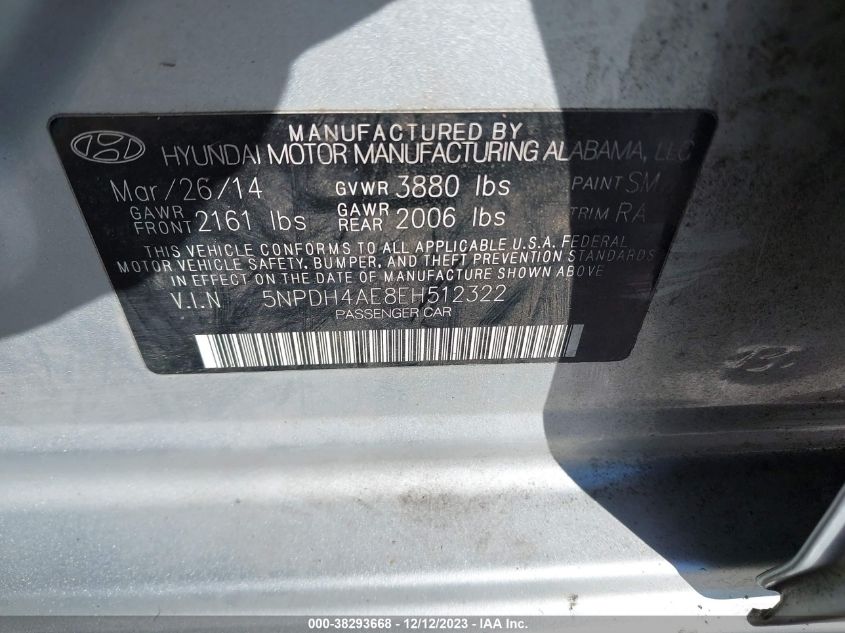 MANUFACTURED BY
HYUNDAI MOTOR MANUFACTURING ALABAMA, LLC
Mar/26/14 GVWR 3880 lbs PAINT SM
GAWR FRONT 2161 lbs GAWR REAR 2006 lbs TRIM RA
THIS VEHICLE CONFORMS TO ALL APPLICABLE U.S.A. FEDERAL
MOTOR VEHICLE SAFETY, BUMPER, AND THEFT PREVENTION STANDARDS
IN EFFECT ON THE DATE OF MANUFACTURE SHOWN ABOVE
V.I.N 5NPDH4AE8EH512322
PASSENGER CAR
000-38293668 - 12/12/2023 - IAA Inc.